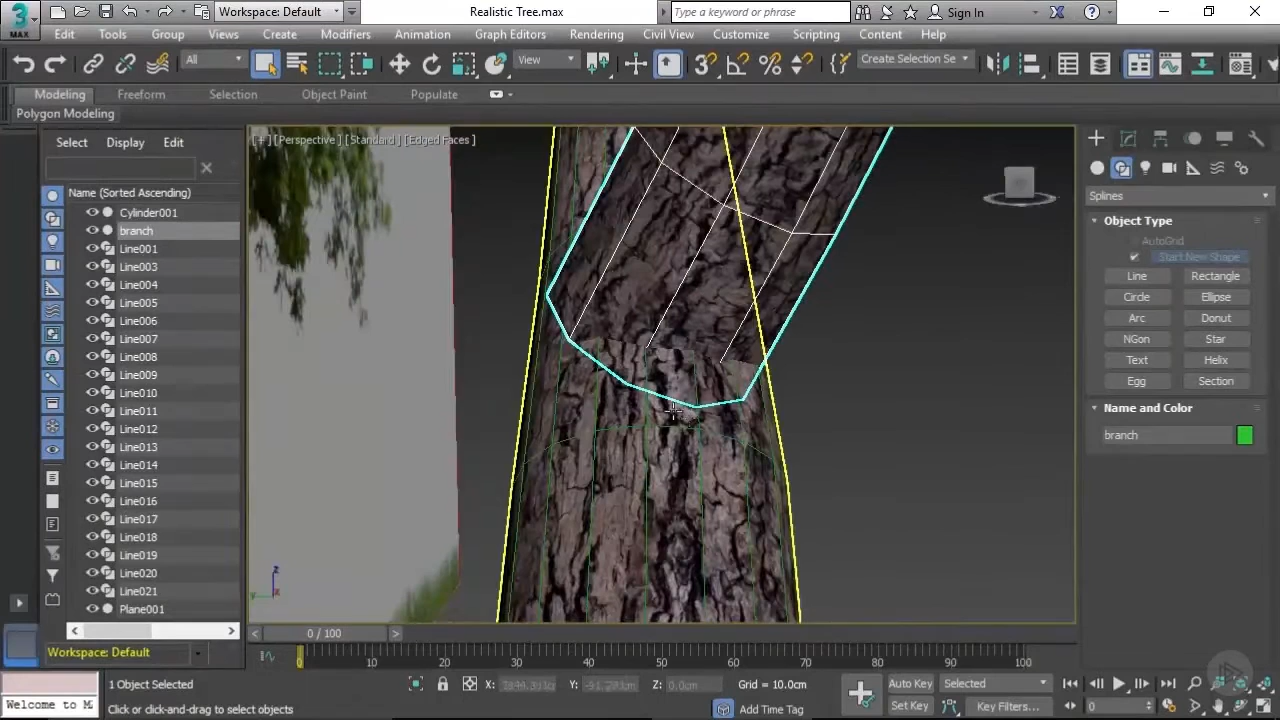 Workspace: Default
Realistic Tree.max
Type a keyword or phrase
Sign In
MAX
Edit Tools Group Views Create Modifiers Animation Graph Editors Rendering Civil View Customize Scripting Content Help
All
View
Create Selection Se
Modeling Freeform Selection Object Paint Populate
Polygon Modeling
Select Display Edit
[+] [Perspective ] [Standard ] [Edged Faces ]
Name (Sorted Ascending)
Cylinder001
branch
Line001
Line003
Line004
Line005
Line006
Line007
Line008
Line009
Line010
Line011
Line012
Line013
Line014
Line015
Line016
Line017
Line018
Line019
Line020
Line021
Plane001
Splines
Object Type
AutoGrid
Start New Shape
Line Rectangle
Circle Ellipse
Arc Donut
NGon Star
Text Helix
Egg Section
Name and Color
branch
z
0 / 100
Workspace: Default
0 10 20 30 40 50 60 70 80 90 100
1 Object Selected
X:
Y:
Z: 0.0cm
Grid = 10.0cm
Auto Key
Selected
Welcome to M
Click or click-and-drag to select objects
Add Time Tag
Set Key
Key Filters...
0